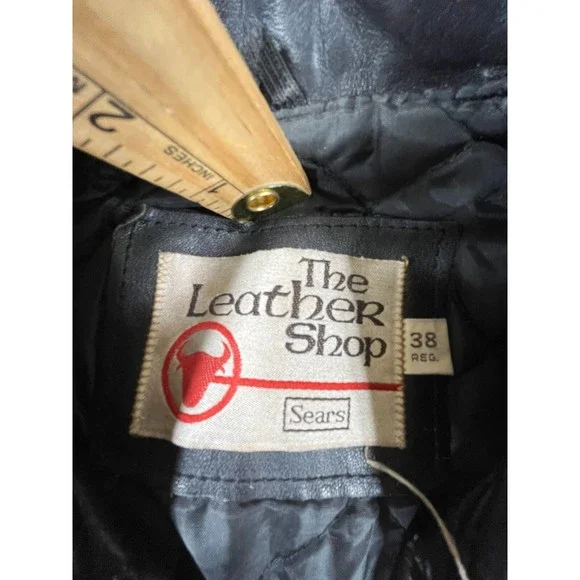 2
1 INCHES
The
Leather
Shop
Sears
38
REG.